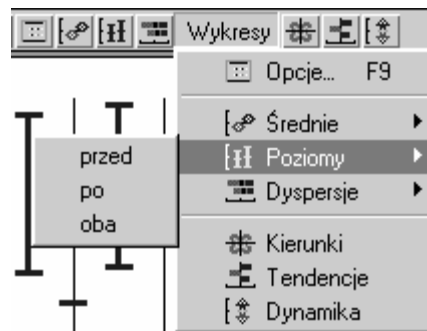 Wykresy
Opcje... F9
Średnie
Poziomy
Dyspersje
Kierunki
Tendencje
Dynamika
przed
po
oba